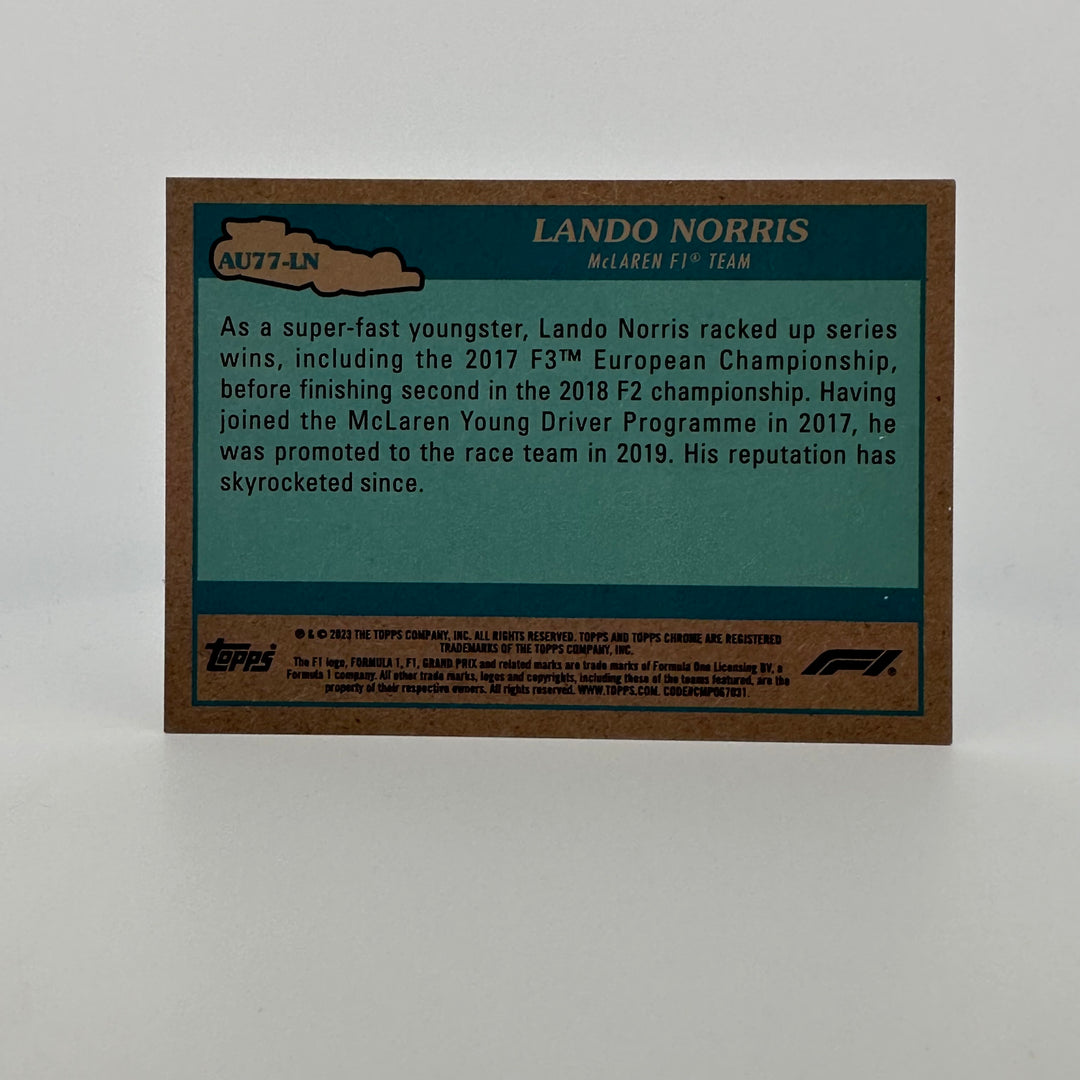 AU77-LN
LANDO NORRIS
McLAREN F1® TEAM
As a super-fast youngster, Lando Norris racked up series
wins, including the 2017 F3™ European Championship,
before finishing second in the 2018 F2 championship. Having
joined the McLaren Young Driver Programme in 2017, he
was promoted to the race team in 2019. His reputation has
skyrocketed since.
topps
® & © 2023 THE TOPPS COMPANY, INC. ALL RIGHTS RESERVED. TOPPS AND TOPPS CHROME ARE REGISTERED
TRADEMARKS OF THE TOPPS COMPANY, INC.
The F1 logo, FORMULA 1, F1, GRAND PRIX and related marks are trade marks of Formula One Licensing BV, a
Formula 1 company. All other trade marks, logos and copyrights, including those of the teams featured, are the
property of their respective owners. All rights reserved. WWW.TOPPS.COM. CODE#CMP067031.
F1®